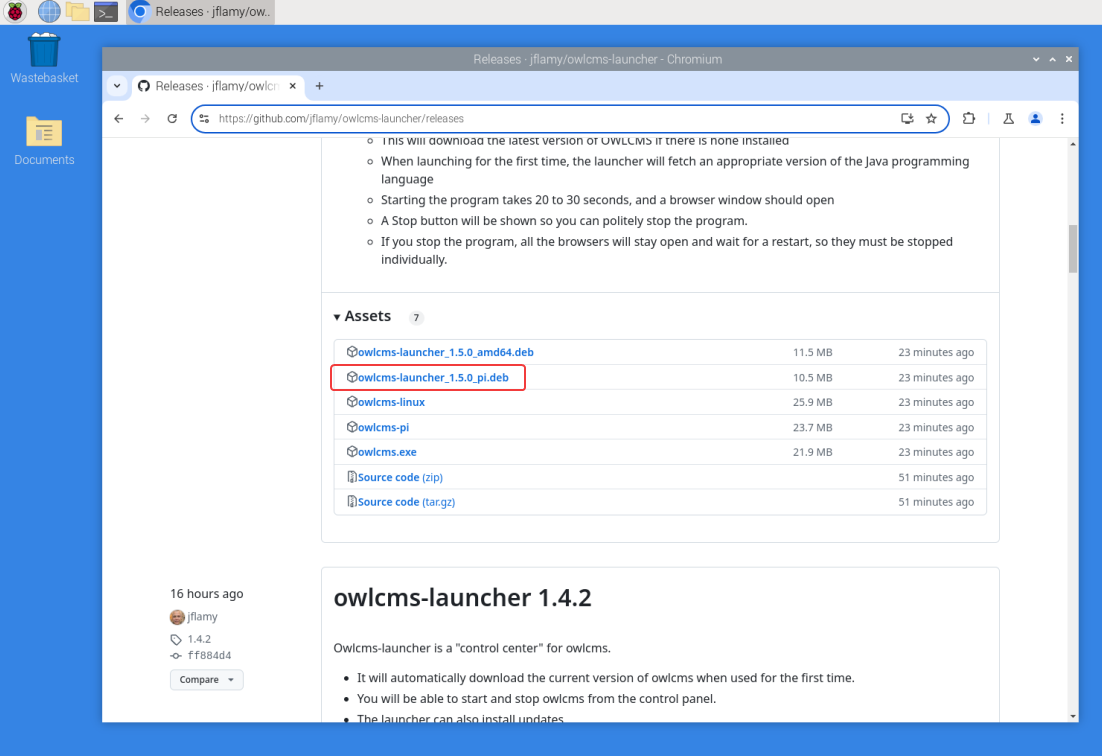 Releases · jflamy/ow..
Wastebasket
Documents
Releases · jflamy/owlcms-launcher - Chromium
Releases · jflamy/owlcm
https://github.com/jflamy/owlcms-launcher/releases
This will download the latest version of OWLCMS if there is none installed
When launching for the first time, the launcher will fetch an appropriate version of the Java programming
language
Starting the program takes 20 to 30 seconds, and a browser window should open
A Stop button will be shown so you can politely stop the program.
If you stop the program, all the browsers will stay open and wait for a restart, so they must be stopped
individually.
Assets 7
owlcms-launcher_1.5.0_amd64.deb 11.5 MB 23 minutes ago
owlcms-launcher_1.5.0_pi.deb 10.5 MB 23 minutes ago
owlcms-linux 25.9 MB 23 minutes ago
owlcms-pi 23.7 MB 23 minutes ago
owlcms.exe 21.9 MB 23 minutes ago
Source code (zip) 51 minutes ago
Source code (tar.gz) 51 minutes ago
16 hours ago
jflamy
1.4.2
ff884d4
Compare
owlcms-launcher 1.4.2
Owlcms-launcher is a "control center" for owlcms.
It will automatically download the current version of owlcms when used for the first time.
You will be able to start and stop owlcms from the control panel.
The launcher can also install updates